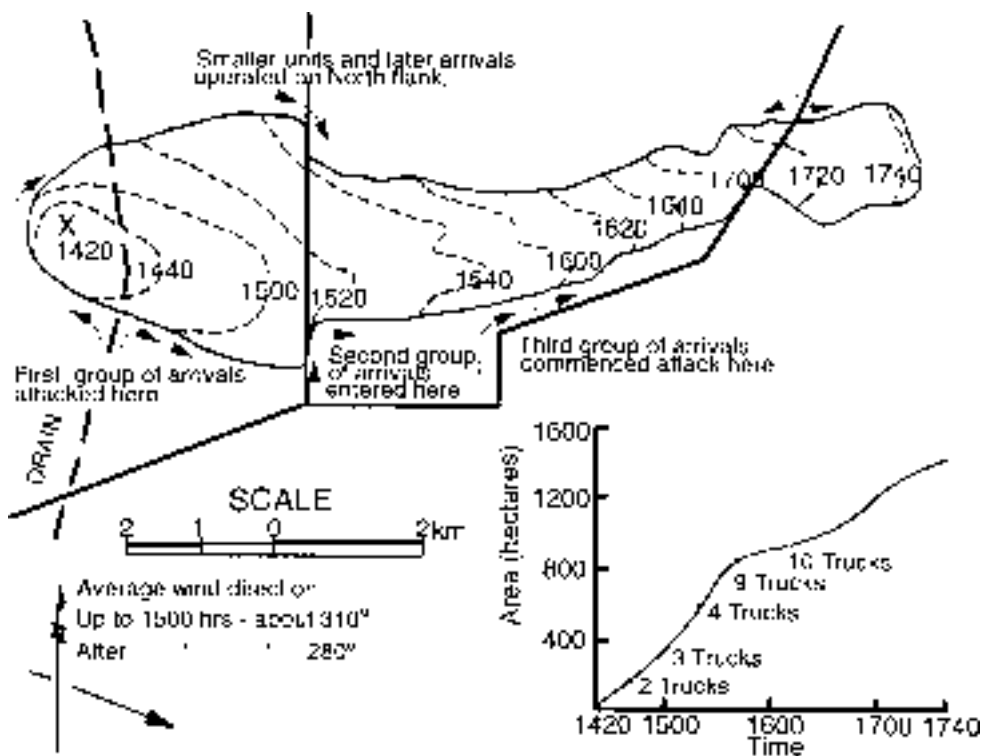 Smaller units and later arrivals
operated on North flank.
X
1420
1440
1500
1520
1540
1600
1620
1640
1700
1720
1740
First group of arrivals
attacked here
Second group
of arrivals
entered here
Third group of arrivals
commenced attack here
DRAIN
SCALE
2 1 0 2 km
Average wind direction
Up to 1500 hrs - about 310°
After " " 280°
Area (hectares)
1600
1200
800
400
10 Trucks
9 Trucks
4 Trucks
3 Trucks
2 Trucks
1420 1500 1600 1700 1740
Time